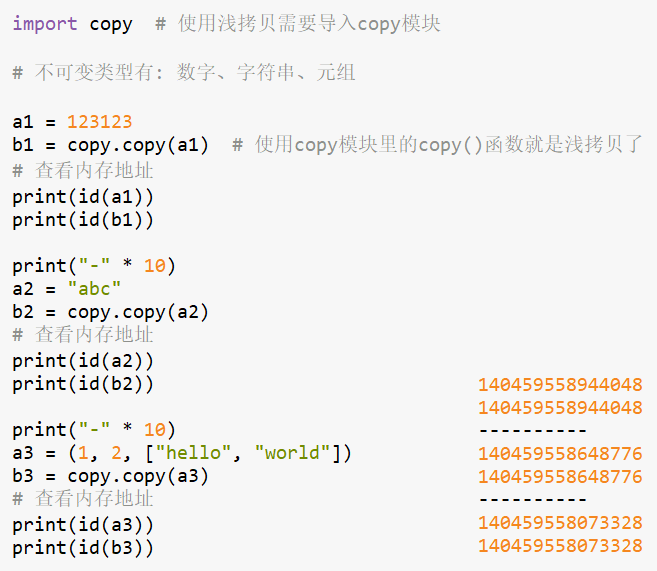 import copy  # 使用浅拷贝需要导入copy模块
# 不可变类型有: 数字、字符串、元组
a1 = 123123
b1 = copy.copy(a1)  # 使用copy模块里的copy()函数就是浅拷贝了
# 查看内存地址
print(id(a1))
print(id(b1))
print("-" * 10)
a2 = "abc"
b2 = copy.copy(a2)
# 查看内存地址
print(id(a2))
print(id(b2))
print("-" * 10)
a3 = (1, 2, ["hello", "world"])
b3 = copy.copy(a3)
# 查看内存地址
print(id(a3))
print(id(b3))
140459558944048
140459558944048
----------
140459558648776
140459558648776
----------
140459558073328
140459558073328